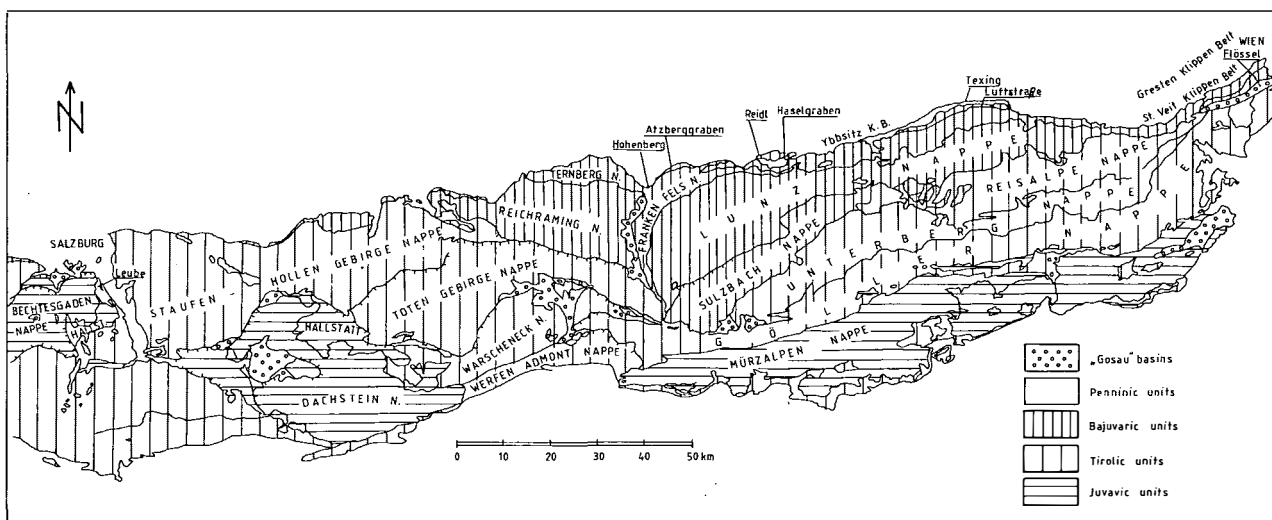 N
Gresten Klippen Belt
WIEN
Flössel
St. Veit Klippen Belt
Texing
Luftstraße
Ybbsitz K.B.
Haselgraben
Reidl
Atzberggraben
Hohenberg
TERNBERG N.
FRANKEN FELS N.
REICHRAMING N.
LUNZ NAPPE
REISALPE NAPPE
SULZBACH NAPPE
UNTERBERG NAPPE
GÖLLER NAPPE
SALZBURG
Leube
HOLLEN GEBIRGE NAPPE
STAUFEN -
TOTEN GEBIRGE NAPPE
BECHTESGADEN
NAPPE
HALLSTATT
WARSCHENECK N.
WERFEN ADMONT NAPPE
MÜRZALPEN NAPPE
DACHSTEIN N.
0 10 20 30 40 50 km
„Gosau" basins
Penninic units
Bajuvaric units
Tirolic units
Juvavic units